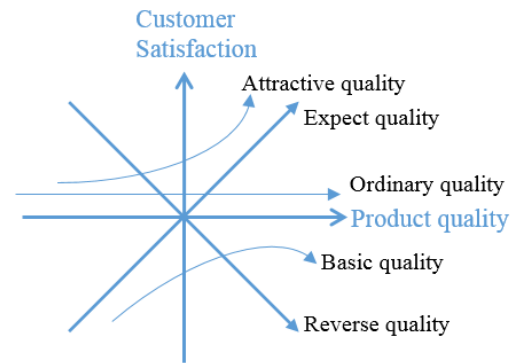 Customer
Satisfaction
Attractive quality
Expect quality
Ordinary quality
Product quality
Basic quality
Reverse quality